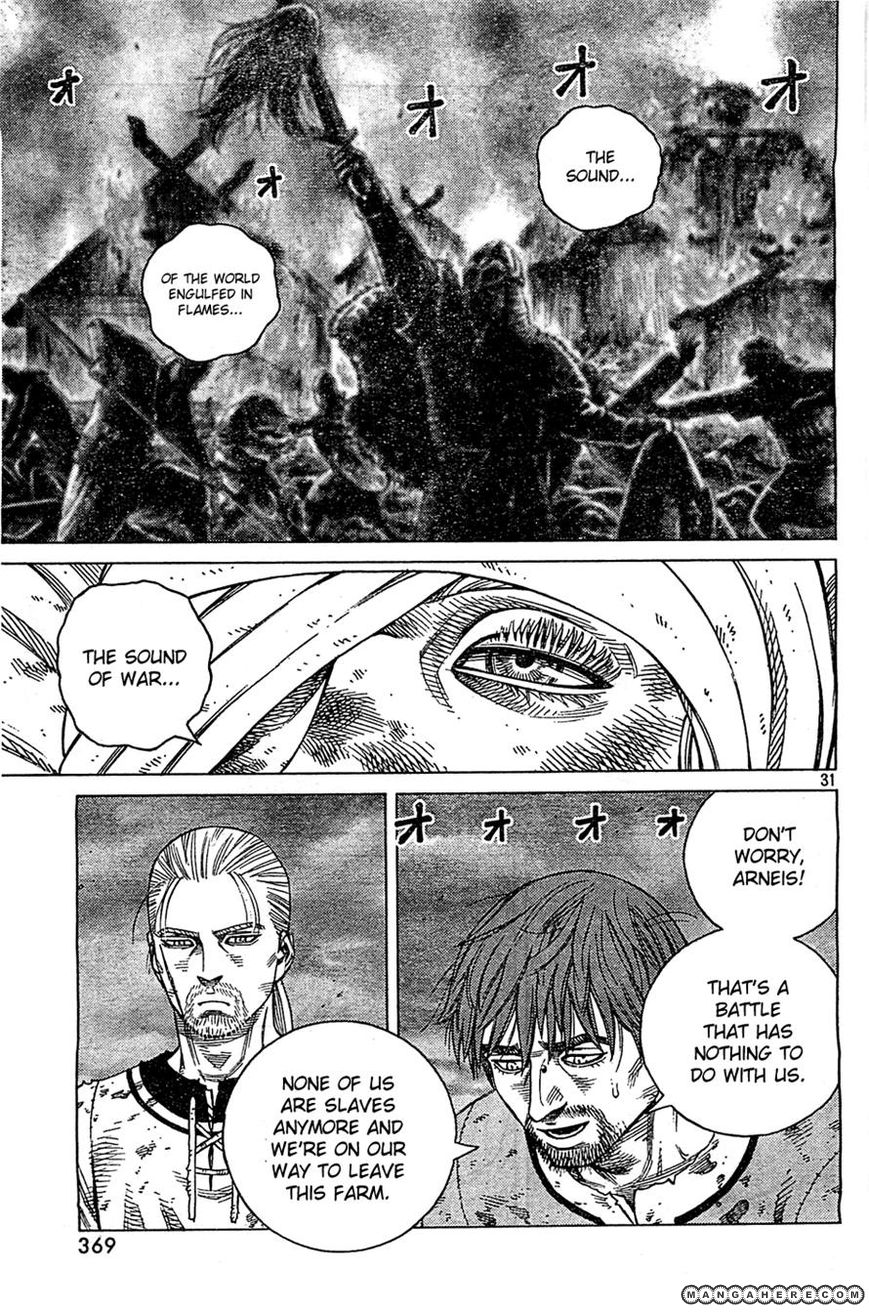 オ
オ
オ
オ
オ
THE
SOUND...
OF THE WORLD
ENGULFED IN
FLAMES...
THE SOUND
OF WAR...
31
オ
オ
オ
オ
DON'T
WORRY,
ARNEIS!
THAT'S A
BATTLE
THAT HAS
NOTHING TO
DO WITH US.
NONE OF US
ARE SLAVES
ANYMORE AND
WE'RE ON OUR
WAY TO LEAVE
THIS FARM.
369
MANGAHERE.COM